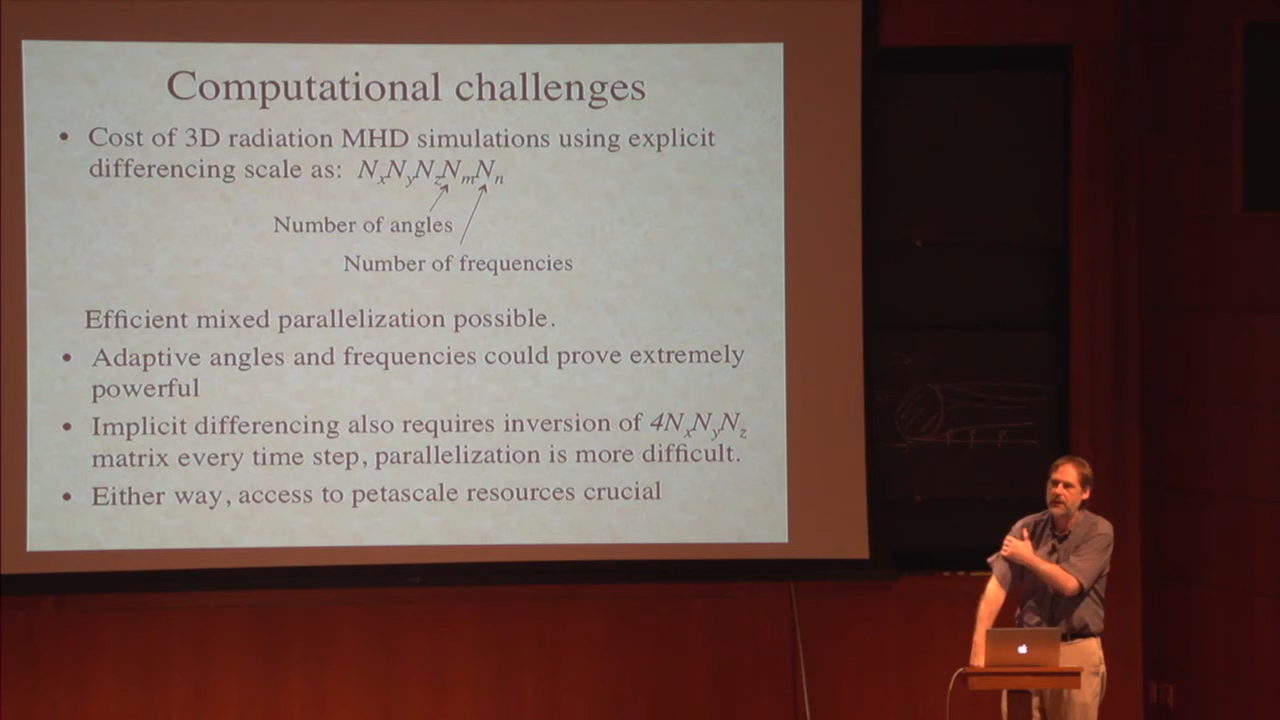 Computational challenges
• Cost of 3D radiation MHD simulations using explicit
differencing scale as: NxNyNzNmNn
Number of angles
Number of frequencies
Efficient mixed parallelization possible.
• Adaptive angles and frequencies could prove extremely
powerful
• Implicit differencing also requires inversion of 4NxNyNz
matrix every time step, parallelization is more difficult.
• Either way, access to petascale resources crucial